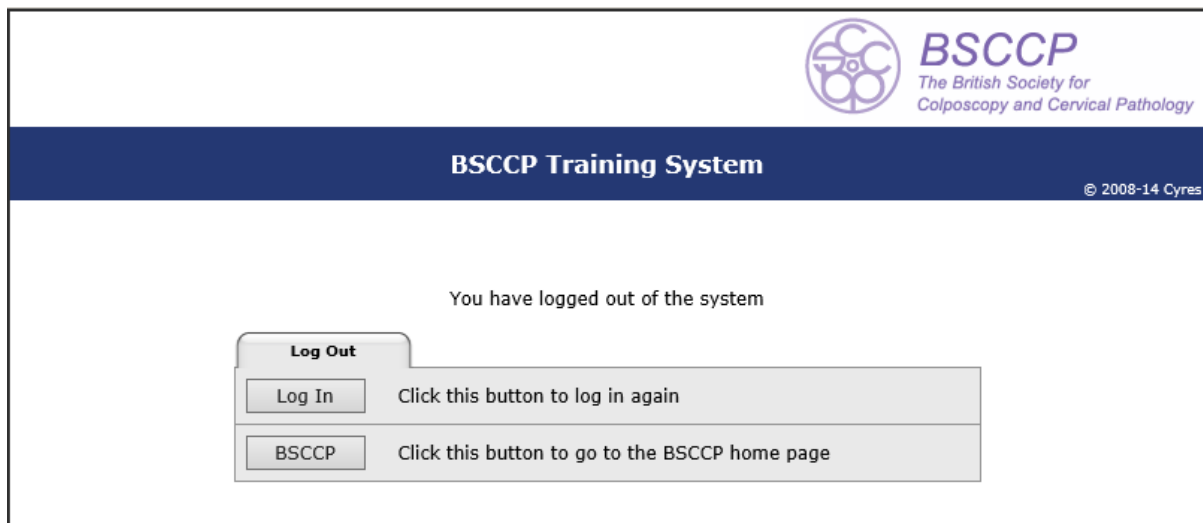 BSCCP
The British Society for
Colposcopy and Cervical Pathology
BSCCP Training System
© 2008-14 Cyres
You have logged out of the system
Log Out
Log In Click this button to log in again
BSCCP Click this button to go to the BSCCP home page